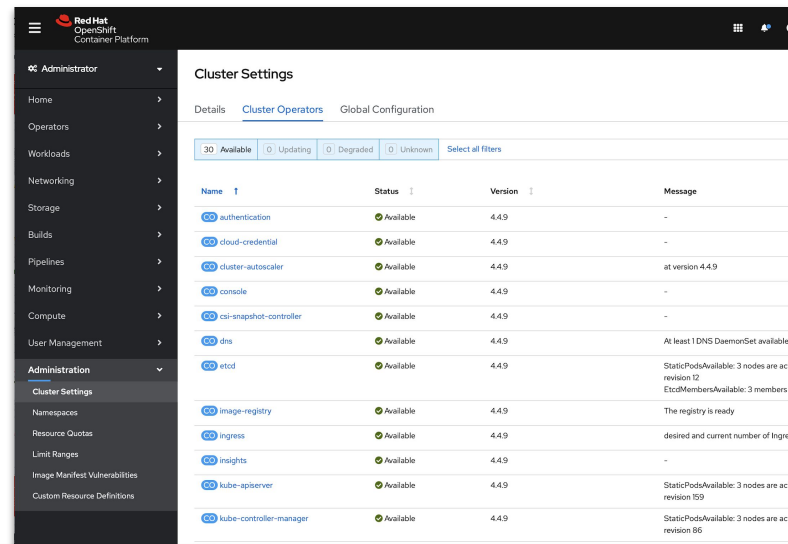 Red Hat
OpenShift
Container Platform
Administrator
Home
Operators
Workloads
Networking
Storage
Builds
Pipelines
Monitoring
Compute
User Management
Administration
Cluster Settings
Namespaces
Resource Quotas
Limit Ranges
Image Manifest Vulnerabilities
Custom Resource Definitions
Cluster Settings
Details Cluster Operators Global Configuration
30 Available 0 Updating 0 Degraded 0 Unknown Select all filters
Name Status Version Message
CO authentication Available 4.4.9 -
CO cloud-credential Available 4.4.9 -
CO cluster-autoscaler Available 4.4.9 at version 4.4.9
CO console Available 4.4.9 -
CO csi-snapshot-controller Available 4.4.9 -
CO dns Available 4.4.9 At least 1 DNS DaemonSet available
CO etcd Available 4.4.9 StaticPodsAvailable: 3 nodes are ac
revision 12
EtcdMembersAvailable: 3 members
CO image-registry Available 4.4.9 The registry is ready
CO ingress Available 4.4.9 desired and current number of Ingre
CO insights Available 4.4.9 -
CO kube-apiserver Available 4.4.9 StaticPodsAvailable: 3 nodes are ac
revision 159
CO kube-controller-manager Available 4.4.9 StaticPodsAvailable: 3 nodes are ac
revision 86